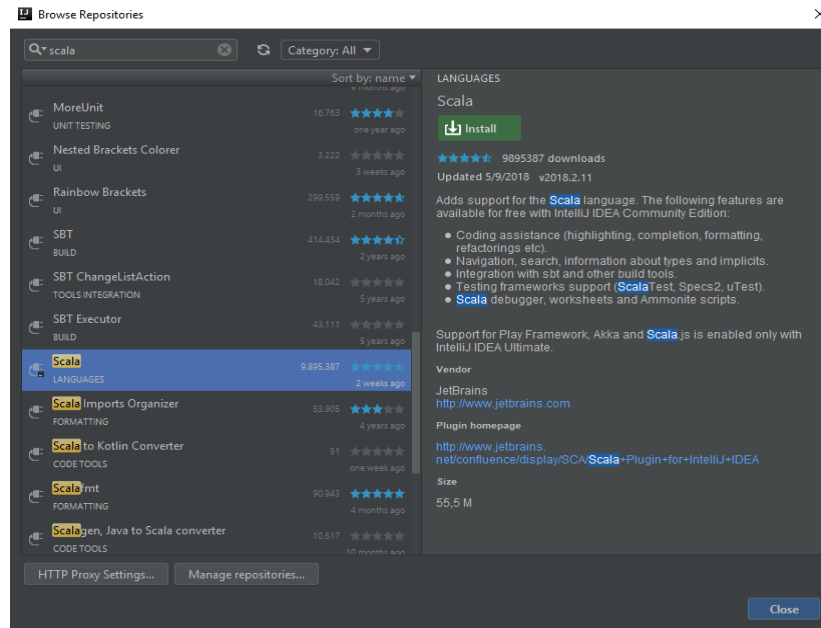 Browse Repositories
scala
Category: All
Sort by: name
9 months ago
MoreUnit 16.763
UNIT TESTING one year ago
Nested Brackets Colorer 3.222
UI 3 weeks ago
Rainbow Brackets 299.559
UI 2 months ago
SBT 414.434
BUILD 2 years ago
SBT ChangeListAction 18.042
TOOLS INTEGRATION 5 years ago
SBT Executor 43.111
BUILD 5 years ago
Scala 9.895.387
LANGUAGES 2 weeks ago
Scala Imports Organizer 53.905
FORMATTING 4 years ago
Scala to Kotlin Converter 51
CODE TOOLS one week ago
Scalafmt 90.943
FORMATTING 4 months ago
Scalagen, Java to Scala converter 10.517
CODE TOOLS 10 months ago
HTTP Proxy Settings...
Manage repositories...
LANGUAGES
Scala
Install
9895387 downloads
Updated 5/9/2018 v2018.2.11
Adds support for the Scala language. The following features are
available for free with IntelliJ IDEA Community Edition:
● Coding assistance (highlighting, completion, formatting,
refactorings etc).
● Navigation, search, information about types and implicits.
● Integration with sbt and other build tools.
● Testing frameworks support (ScalaTest, Specs2, uTest).
● Scala debugger, worksheets and Ammonite scripts.
Support for Play Framework, Akka and Scala.js is enabled only with
IntelliJ IDEA Ultimate.
Vendor
JetBrains
http://www.jetbrains.com
Plugin homepage
http://www.jetbrains.
net/confluence/display/SCA/Scala+Plugin+for+IntelliJ+IDEA
Size
55,5 M
Close